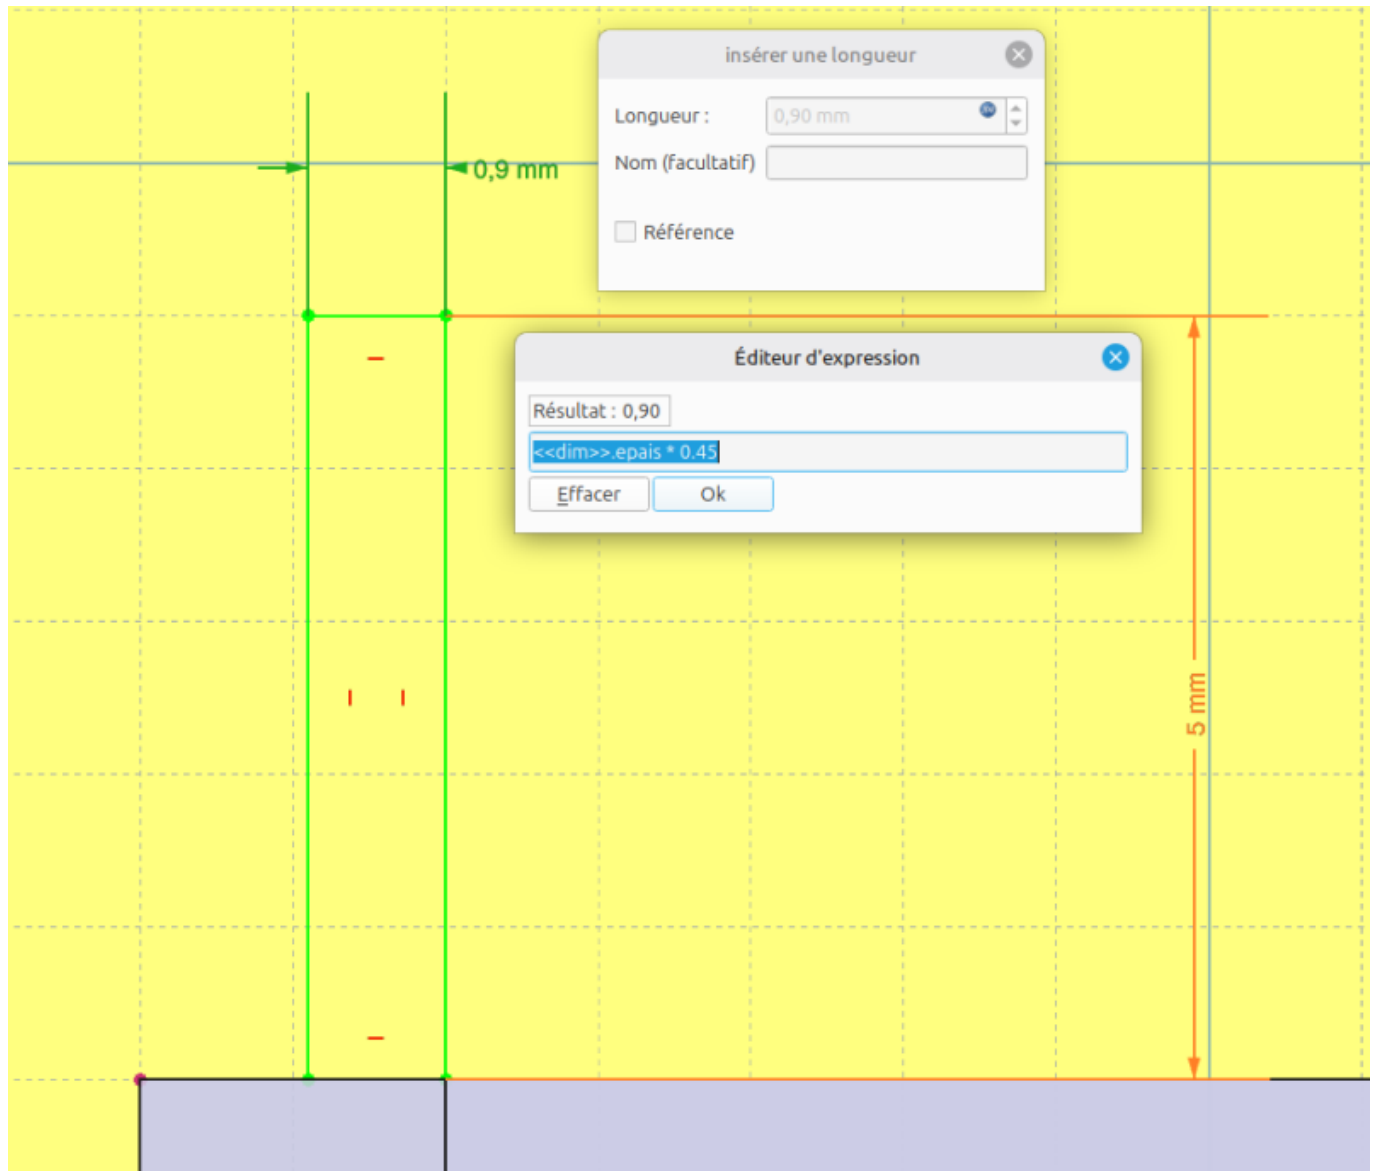 insérer une longueur
Longueur : 0,90 mm
Nom (facultatif)
0,9 mm
Référence
Éditeur d'expression
Résultat : 0,90
<<dim>>.epais * 0.45
Effacer Ok
5 mm